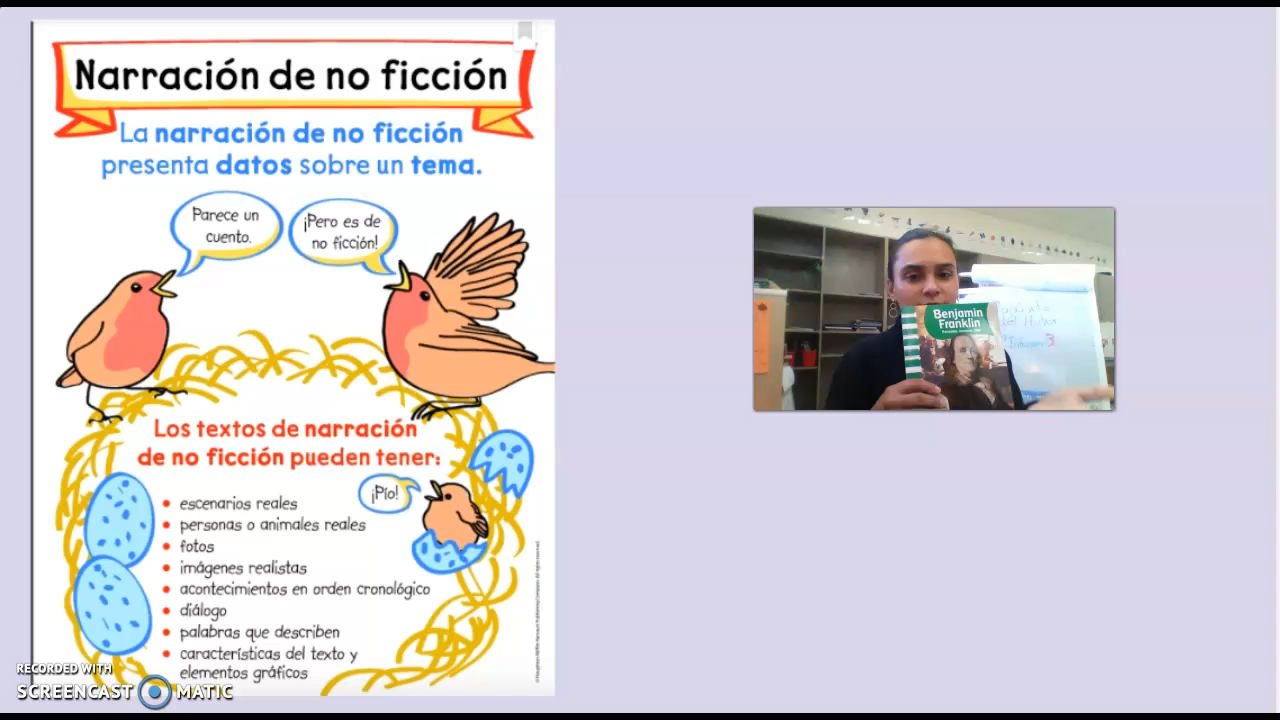 Narración de no ficción
La narración de no ficción
presenta datos sobre un tema.
Parece un
cuento.
¡Pero es de
no ficción!
Los textos de narración
de no ficción pueden tener:
¡Pío!
• escenarios reales
• personas o animales reales
• fotos
• imágenes realistas
• acontecimientos en orden cronológico
• diálogo
• palabras que describen
• características del texto y
elementos gráficos
Benjamin
Franklin
RECORDED WITH
SCREENCAST MATIC